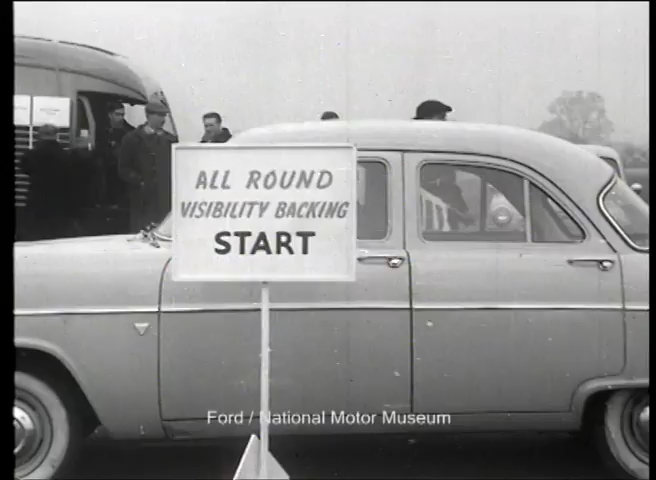 ALL ROUND
VISIBILITY BACKING
START
Ford / National Motor Museum